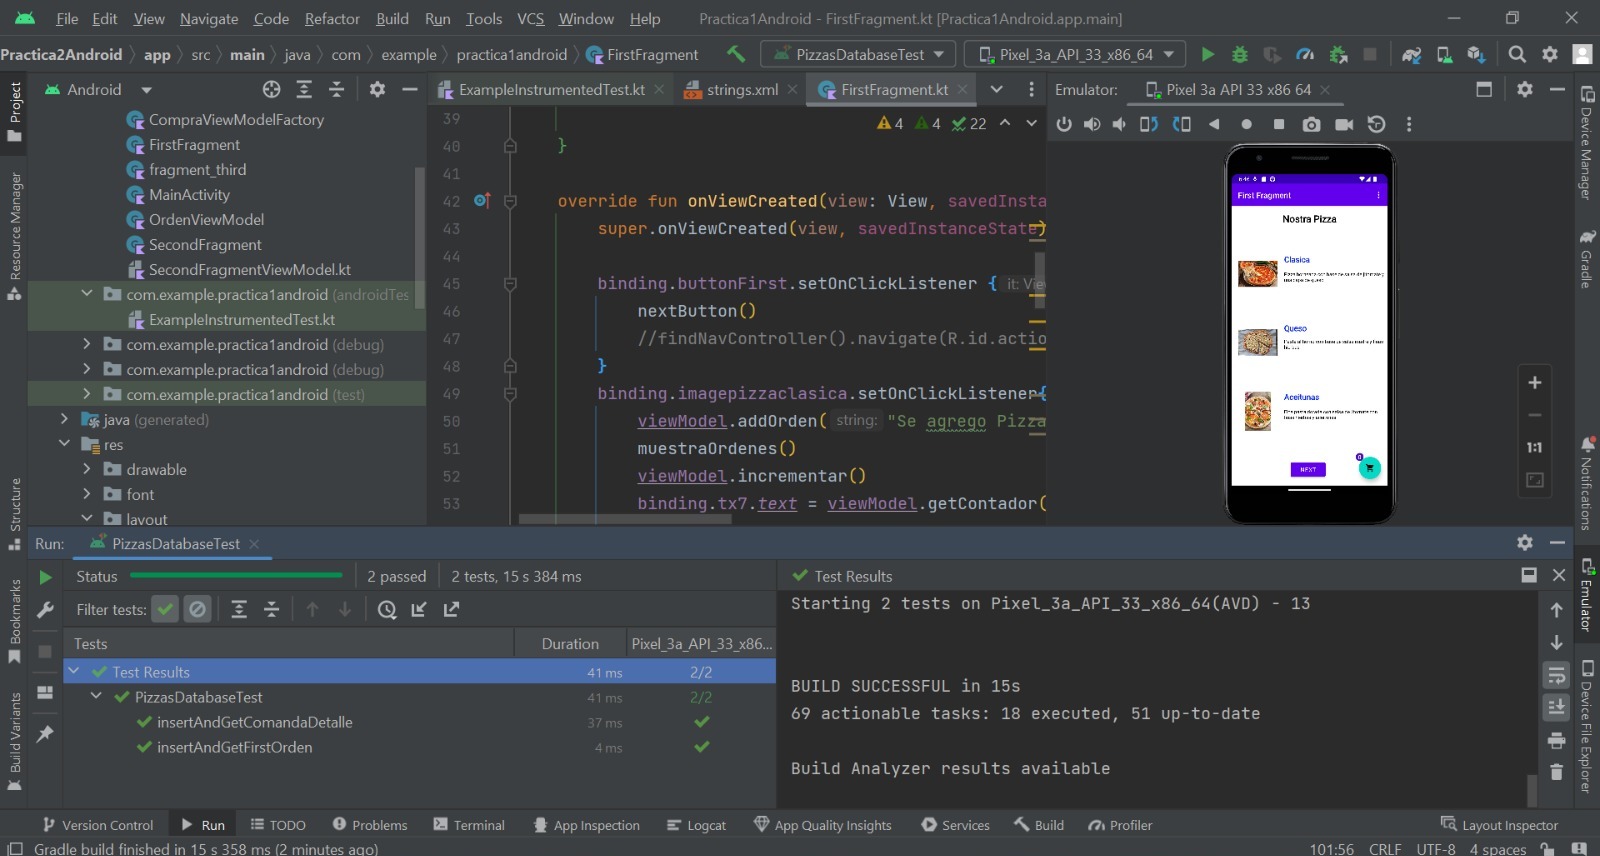 File Edit View Navigate Code Refactor Build Run Tools VCS Window Help Practica1Android - FirstFragment.kt [Practica1Android.app.main]
Practica2Android app src main java com example practica1android FirstFragment PizzasDatabaseTest Pixel_3a_API_33_x86_64
Project
Resource Manager
Structure
Bookmarks
Build Variants
Android
CompraViewModelFactory
FirstFragment
fragment_third
MainActivity
OrdenViewModel
SecondFragment
SecondFragmentViewModel.kt
com.example.practica1android (androidTes
ExampleInstrumentedTest.kt
com.example.practica1android (debug)
com.example.practica1android (debug)
com.example.practica1android (test)
java (generated)
res
drawable
font
layout
ExampleInstrumentedTest.kt strings.xml FirstFragment.kt
4 4 22
39
40 }
41
42 override fun onViewCreated(view: View, savedInsta
43 super.onViewCreated(view, savedInstanceState)
44
45 binding.buttonFirst.setOnClickListener { it: Vie
46 nextButton()
47 //findNavController().navigate(R.id.actio
48 }
49 binding.imagepizzaclasica.setOnClickListener{
50 viewModel.addOrden( string: "Se agrego Pizza
51 muestraOrdenes()
52 viewModel.incrementar()
53 binding.tx7.text = viewModel.getContador(
Emulator: Pixel 3a API 33 x86 64
First Fragment
Nostra Pizza
Clasica
Queso
Aceitunas
NEXT
0
1:1
Device Manager
Gradle
Notifications
Emulator
Device File Explorer
Run: PizzasDatabaseTest
Status 2 passed 2 tests, 15 s 384 ms
Filter tests:
Tests Duration Pixel_3a_API_33_x86...
Test Results 41 ms 2/2
PizzasDatabaseTest 41 ms 2/2
insertAndGetComandaDetalle 37 ms
insertAndGetFirstOrden 4 ms
Test Results
Starting 2 tests on Pixel_3a_API_33_x86_64(AVD) - 13
BUILD SUCCESSFUL in 15s
69 actionable tasks: 18 executed, 51 up-to-date
Build Analyzer results available
Version Control Run TODO Problems Terminal App Inspection Logcat App Quality Insights Services Build Profiler Layout Inspector
Gradle build finished in 15 s 358 ms (2 minutes ago) 101:56 CRLF UTF-8 4 spaces